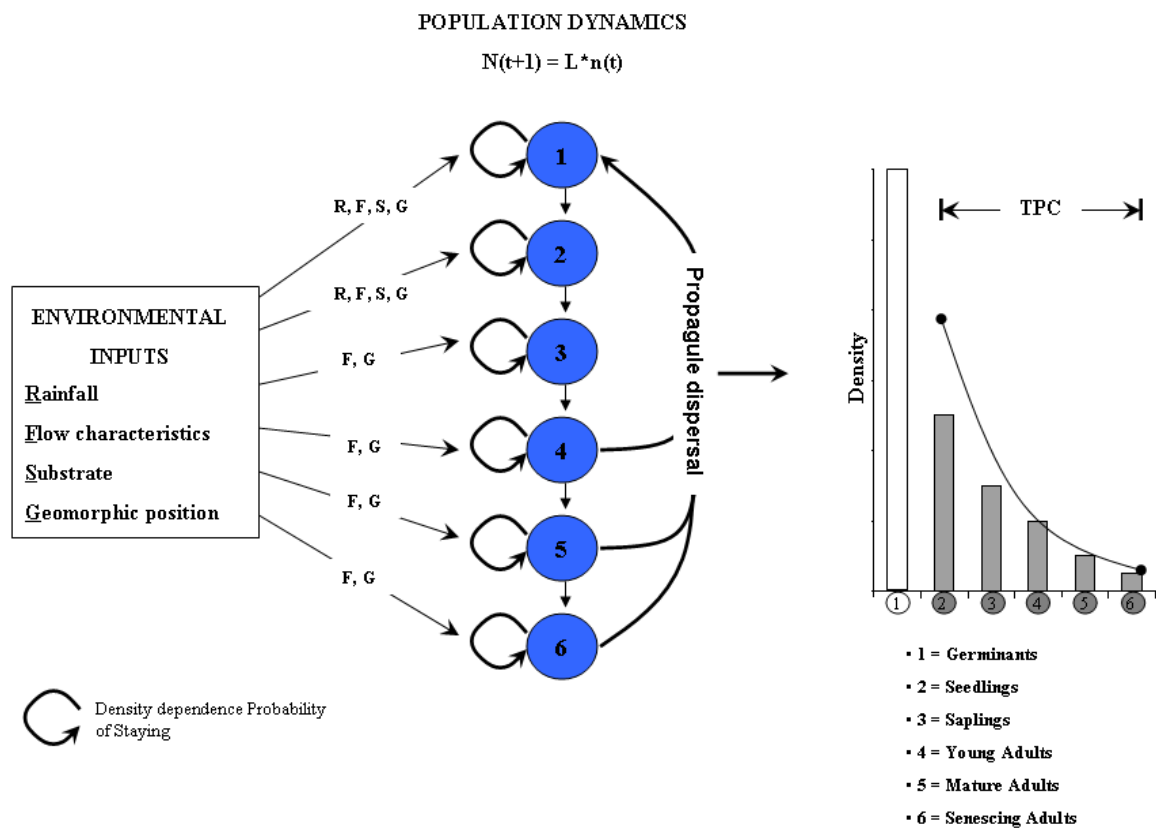 POPULATION DYNAMICS
N(t+1) = L*n(t)
ENVIRONMENTAL
INPUTS
Rainfall
Flow characteristics
Substrate
Geomorphic position
R, F, S, G
R, F, S, G
F, G
F, G
F, G
F, G
1
2
3
4
5
6
Propagule dispersal
Density dependence Probability
of Staying
TPC
Density
1
2
3
4
5
6
▪ 1 = Germinants
▪ 2 = Seedlings
▪ 3 = Saplings
▪ 4 = Young Adults
▪ 5 = Mature Adults
▪ 6 = Senescing Adults